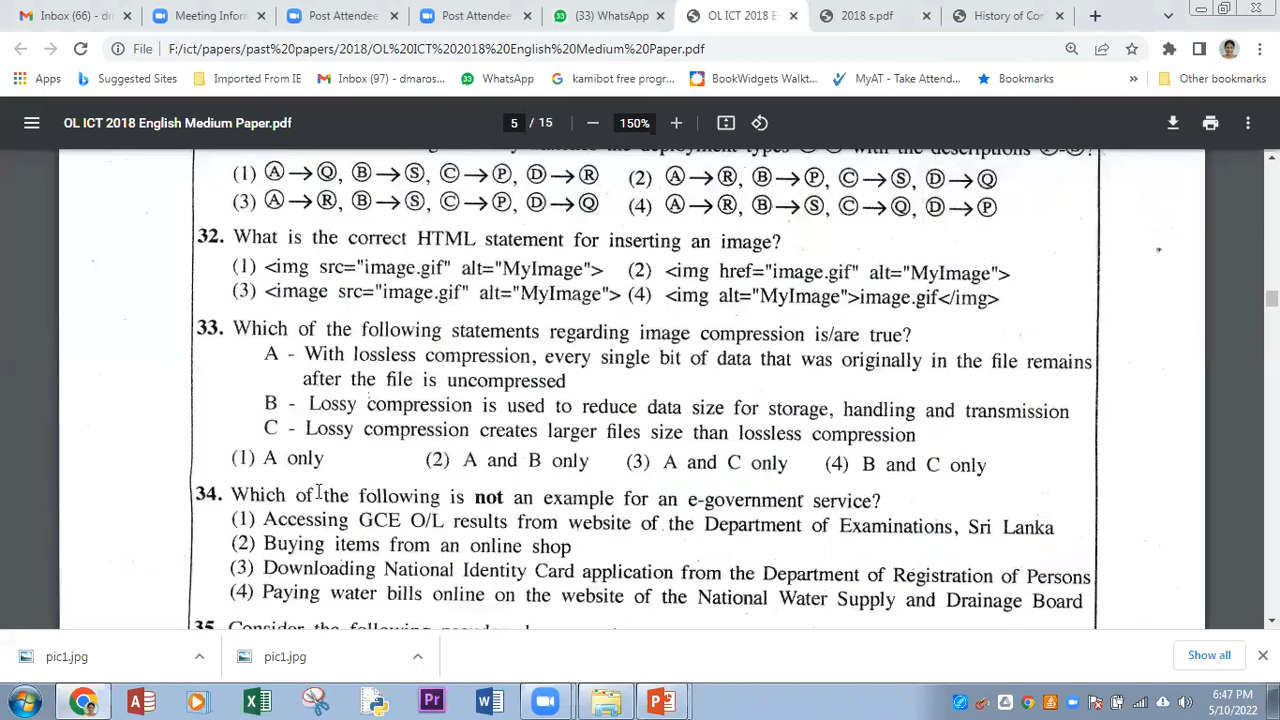 Inbox (66) - dn
Meeting Inforn
Post Attendee
Post Attendee
(33) WhatsApp
OL ICT 2018 E
2018 s.pdf
History of Co
File F:/ict/papers/past%20papers/2018/OL%20ICT%202018%20English%20Medium%20Paper.pdf
Apps Suggested Sites Imported From IE Inbox (97) - dmaros... WhatsApp kamibot free progr... BookWidgets Walkt... MyAT - Take Attend... Bookmarks » Other bookmarks
OL ICT 2018 English Medium Paper.pdf 5 / 15 150%
(1) Ⓐ→Ⓠ, Ⓑ→Ⓢ, Ⓒ→Ⓟ, Ⓓ→Ⓡ (2) Ⓐ→Ⓡ, Ⓑ→Ⓟ, Ⓒ→Ⓢ, Ⓓ→Ⓠ
(3) Ⓐ→Ⓡ, Ⓑ→Ⓢ, Ⓒ→Ⓟ, Ⓓ→Ⓠ (4) Ⓐ→Ⓡ, Ⓑ→Ⓢ, Ⓒ→Ⓠ, Ⓓ→Ⓟ
32. What is the correct HTML statement for inserting an image?
(1) <img src="image.gif" alt="MyImage"> (2) <img href="image.gif" alt="MyImage">
(3) <image src="image.gif" alt="MyImage"> (4) <img alt="MyImage">image.gif</img>
33. Which of the following statements regarding image compression is/are true?
A - With lossless compression, every single bit of data that was originally in the file remains
after the file is uncompressed
B - Lossy compression is used to reduce data size for storage, handling and transmission
C - Lossy compression creates larger files size than lossless compression
(1) A only (2) A and B only (3) A and C only (4) B and C only
34. Which of the following is not an example for an e-government service?
(1) Accessing GCE O/L results from website of the Department of Examinations, Sri Lanka
(2) Buying items from an online shop
(3) Downloading National Identity Card application from the Department of Registration of Persons
(4) Paying water bills online on the website of the National Water Supply and Drainage Board
35. Consider the following
pic1.jpg pic1.jpg Show all
6:47 PM
5/10/2022